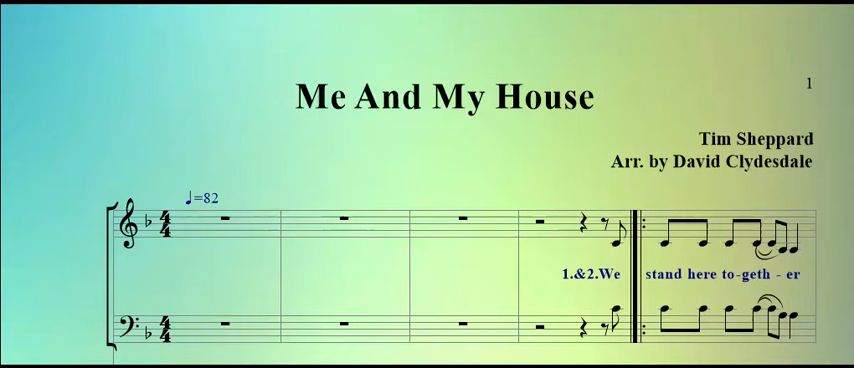 1
Me And My House
Tim Sheppard
Arr. by David Clydesdale
=82
1.&2.We stand here to-geth - er